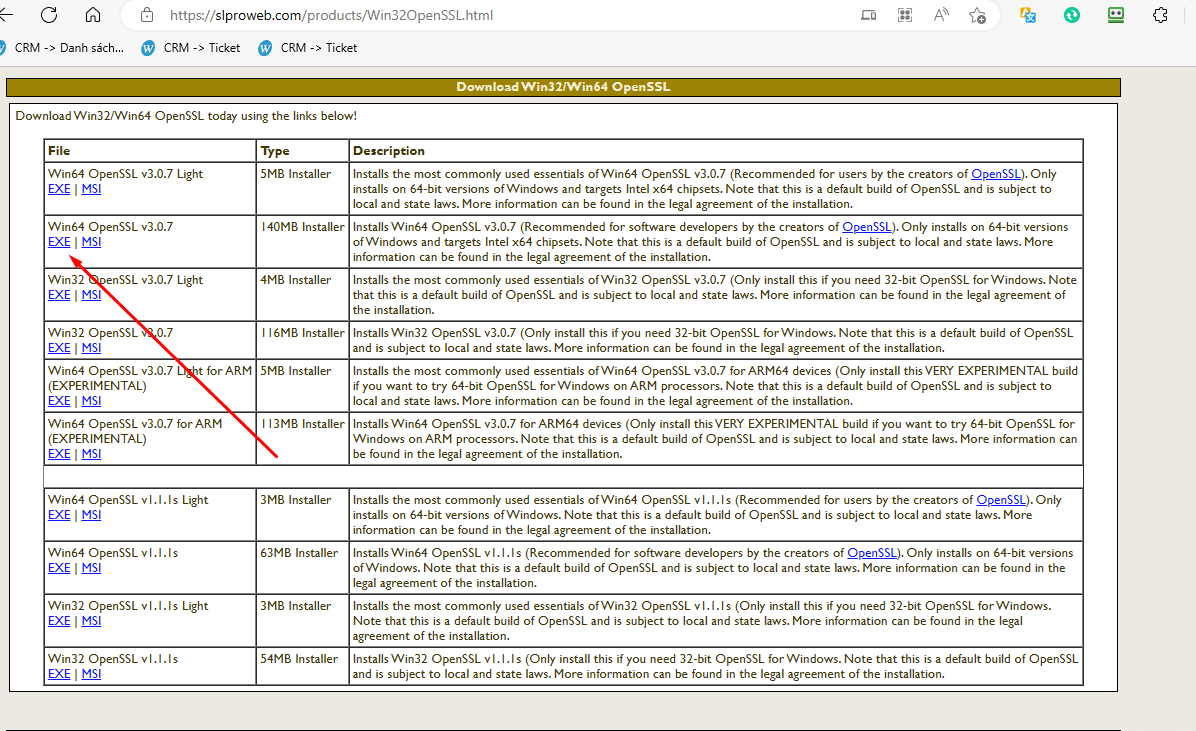 https://slproweb.com/products/Win32OpenSSL.html
CRM -> Danh sách... CRM -> Ticket CRM -> Ticket
Download Win32/Win64 OpenSSL
Download Win32/Win64 OpenSSL today using the links below!
File Type Description
Win64 OpenSSL v3.0.7 Light 5MB Installer Installs the most commonly used essentials of Win64 OpenSSL v3.0.7 (Recommended for users by the creators of OpenSSL). Only
EXE | MSI installs on 64-bit versions of Windows and targets Intel x64 chipsets. Note that this is a default build of OpenSSL and is subject to
local and state laws. More information can be found in the legal agreement of the installation.
Win64 OpenSSL v3.0.7 140MB Installer Installs Win64 OpenSSL v3.0.7 (Recommended for software developers by the creators of OpenSSL). Only installs on 64-bit versions
EXE | MSI of Windows and targets Intel x64 chipsets. Note that this is a default build of OpenSSL and is subject to local and state laws. More
information can be found in the legal agreement of the installation.
Win32 OpenSSL v3.0.7 Light 4MB Installer Installs the most commonly used essentials of Win32 OpenSSL v3.0.7 (Only install this if you need 32-bit OpenSSL for Windows. Note
EXE | MSI that this is a default build of OpenSSL and is subject to local and state laws. More information can be found in the legal agreement of
the installation.
Win32 OpenSSL v3.0.7 116MB Installer Installs Win32 OpenSSL v3.0.7 (Only install this if you need 32-bit OpenSSL for Windows. Note that this is a default build of OpenSSL
EXE | MSI and is subject to local and state laws. More information can be found in the legal agreement of the installation.
Win64 OpenSSL v3.0.7 Light for ARM 5MB Installer Installs the most commonly used essentials of Win64 OpenSSL v3.0.7 for ARM64 devices (Only install this VERY EXPERIMENTAL build
(EXPERIMENTAL) if you want to try 64-bit OpenSSL for Windows on ARM processors. Note that this is a default build of OpenSSL and is subject to
EXE | MSI local and state laws. More information can be found in the legal agreement of the installation.
Win64 OpenSSL v3.0.7 for ARM 113MB Installer Installs Win64 OpenSSL v3.0.7 for ARM64 devices (Only install this VERY EXPERIMENTAL build if you want to try 64-bit OpenSSL for
(EXPERIMENTAL) Windows on ARM processors. Note that this is a default build of OpenSSL and is subject to local and state laws. More information can
EXE | MSI be found in the legal agreement of the installation.
Win64 OpenSSL v1.1.1s Light 3MB Installer Installs the most commonly used essentials of Win64 OpenSSL v1.1.1s (Recommended for users by the creators of OpenSSL). Only
EXE | MSI installs on 64-bit versions of Windows. Note that this is a default build of OpenSSL and is subject to local and state laws. More
information can be found in the legal agreement of the installation.
Win64 OpenSSL v1.1.1s 63MB Installer Installs Win64 OpenSSL v1.1.1s (Recommended for software developers by the creators of OpenSSL). Only installs on 64-bit versions
EXE | MSI of Windows. Note that this is a default build of OpenSSL and is subject to local and state laws. More information can be found in the
legal agreement of the installation.
Win32 OpenSSL v1.1.1s Light 3MB Installer Installs the most commonly used essentials of Win32 OpenSSL v1.1.1s (Only install this if you need 32-bit OpenSSL for Windows.
EXE | MSI Note that this is a default build of OpenSSL and is subject to local and state laws. More information can be found in the legal
agreement of the installation.
Win32 OpenSSL v1.1.1s 54MB Installer Installs Win32 OpenSSL v1.1.1s (Only install this if you need 32-bit OpenSSL for Windows. Note that this is a default build of OpenSSL
EXE | MSI and is subject to local and state laws. More information can be found in the legal agreement of the installation.